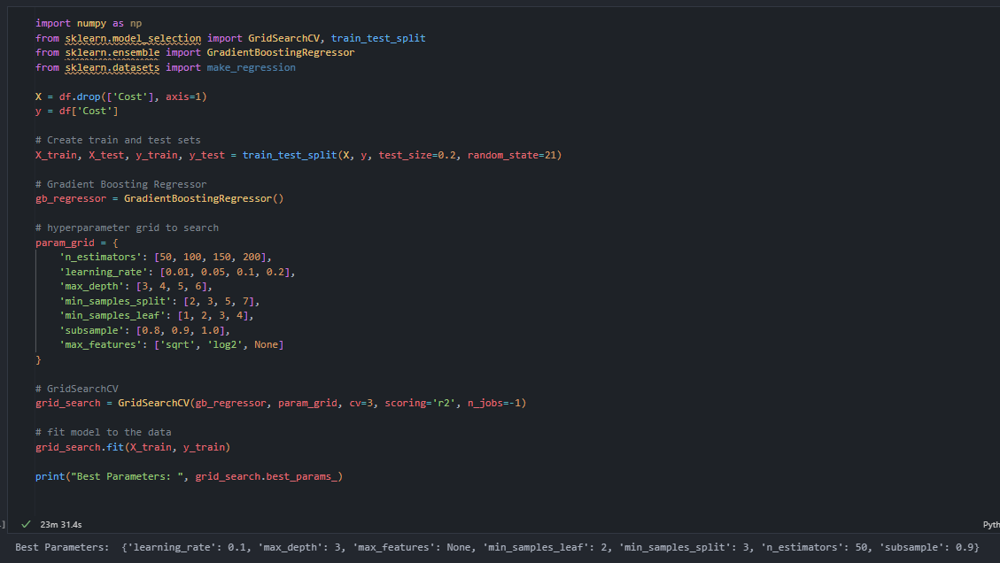 import numpy as np
from sklearn.model_selection import GridSearchCV, train_test_split
from sklearn.ensemble import GradientBoostingRegressor
from sklearn.datasets import make_regression
X = df.drop(['Cost'], axis=1)
y = df['Cost']
# Create train and test sets
X_train, X_test, y_train, y_test = train_test_split(X, y, test_size=0.2, random_state=21)
# Gradient Boosting Regressor
gb_regressor = GradientBoostingRegressor()
# hyperparameter grid to search
param_grid = {
    'n_estimators': [50, 100, 150, 200],
    'learning_rate': [0.01, 0.05, 0.1, 0.2],
    'max_depth': [3, 4, 5, 6],
    'min_samples_split': [2, 3, 5, 7],
    'min_samples_leaf': [1, 2, 3, 4],
    'subsample': [0.8, 0.9, 1.0],
    'max_features': ['sqrt', 'log2', None]
}
# GridSearchCV
grid_search = GridSearchCV(gb_regressor, param_grid, cv=3, scoring='r2', n_jobs=-1)
# fit model to the data
grid_search.fit(X_train, y_train)
print("Best Parameters: ", grid_search.best_params_)
] 23m 31.4s Pyth
Best Parameters:  {'learning_rate': 0.1, 'max_depth': 3, 'max_features': None, 'min_samples_leaf': 2, 'min_samples_split': 3, 'n_estimators': 50, 'subsample': 0.9}